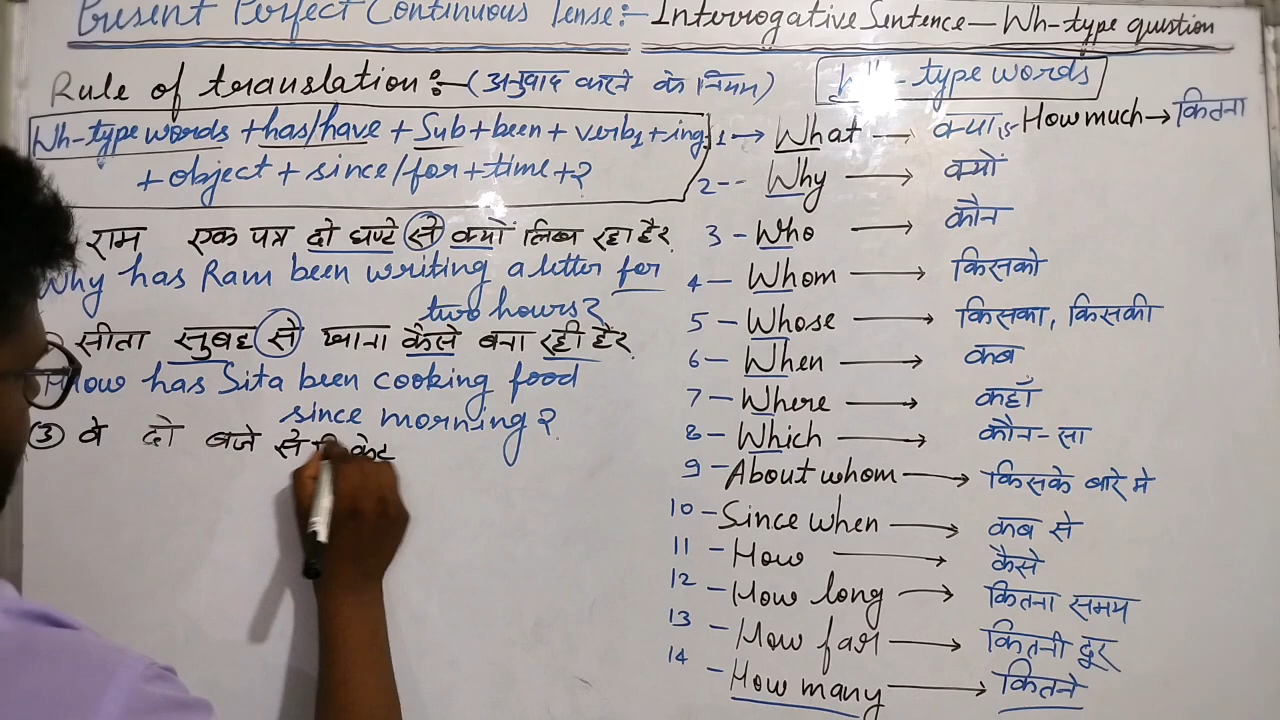 Present Perfect Continuous Tense:- Interrogative Sentence - Wh-type question
Rule of translation:- (अनुवाद करने के नियम)
Wh-type words + has/have + Sub + been + verb1 + ing
+ object + since/for + time + ?
राम एक पत्र दो घण्टे से क्यों लिख रहा है?
Why has Ram been writing a letter for
two hours?
सीता सुबह से खाना कैसे बना रही है?
How has Sita been cooking food
since morning?
(3) वे दो बजे से
- type words
1 → What → क्या
How much → कितना
2-- Why → क्यों
3 - Who → कौन
4 - Whom → किसको
5 - Whose → किसका, किसकी
6 - When → कब
7 - Where → कहाँ
8 - Which → कौन-सा
9 - About whom → किसके बारे मे
10 - Since when → कब से
11 - How → कैसे
12 - How long → कितना समय
13 - How far → कितनी दूर
14 - How many → कितने